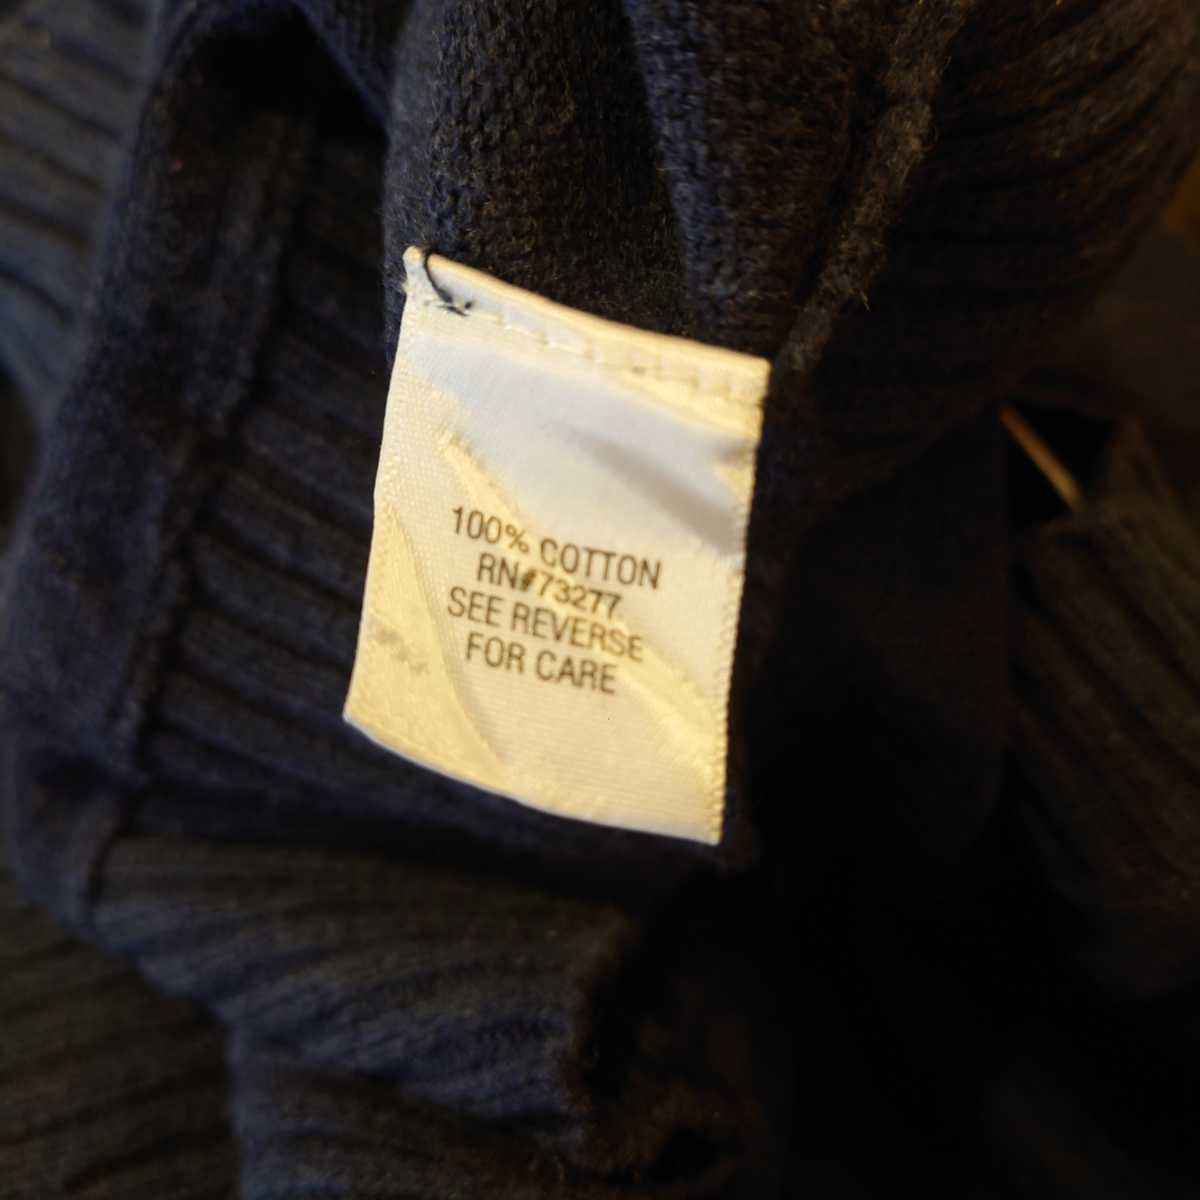 100% COTTON
RN#73277
SEE REVERSE
FOR CARE